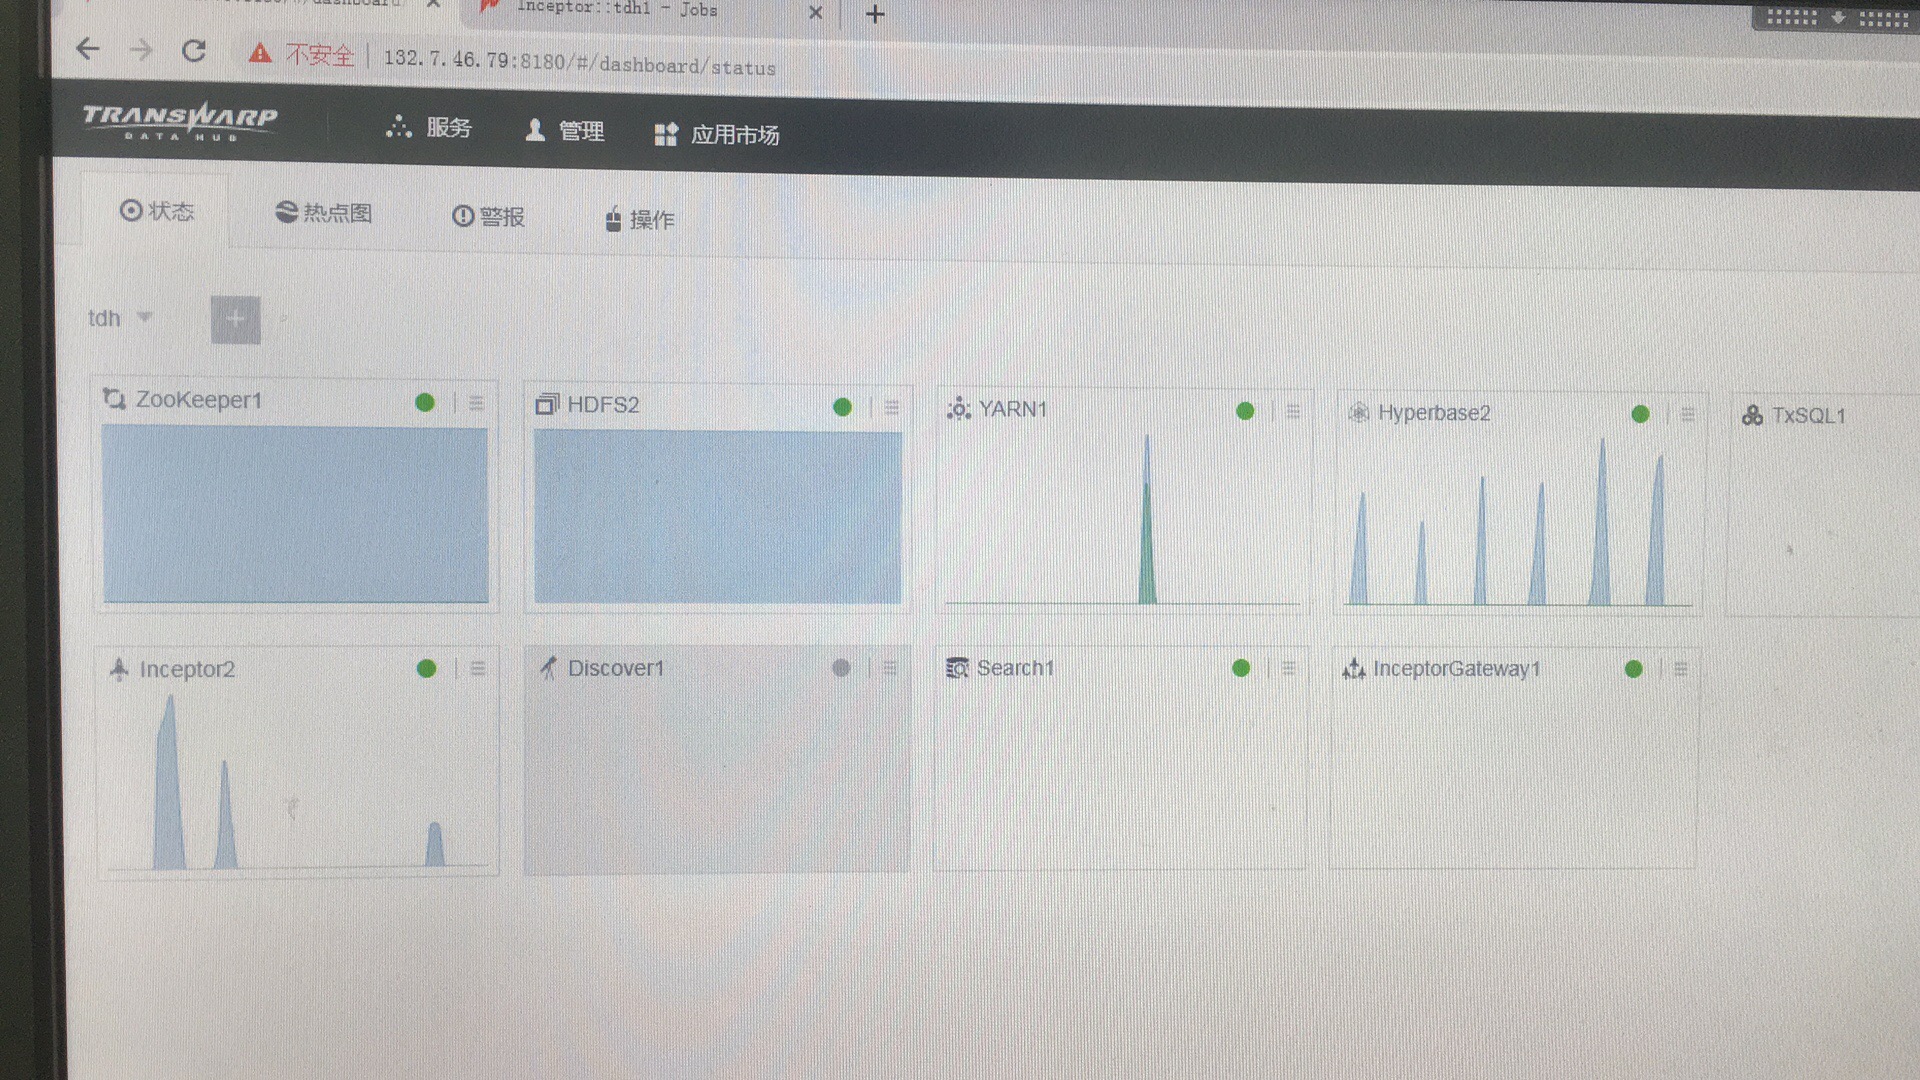 Inceptor::tdh1 - Jobs
不安全 132.7.46.79:8180/#/dashboard/status
TRANSWARP
DATA HUB
服务 管理 应用市场
状态 热点图 警报 操作
tdh
ZooKeeper1 HDFS2 YARN1 Hyperbase2 TxSQL1
Inceptor2 Discover1 Search1 InceptorGateway1